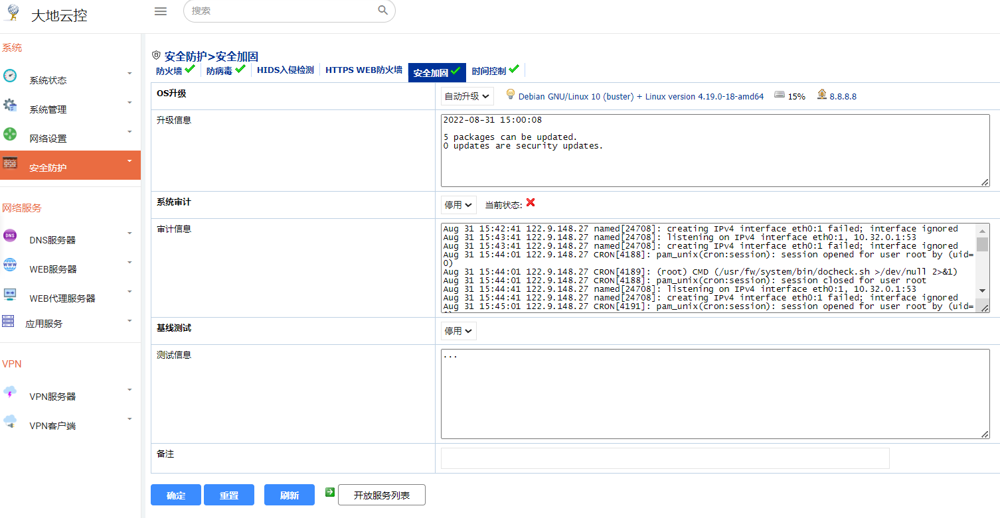 大地云控
搜索
系统
系统状态
系统管理
网络设置
安全防护
网络服务
DNS
DNS服务器
WWW
WEB服务器
WEB代理服务器
应用服务
VPN
VPN服务器
VPN客户端
安全防护>安全加固
防火墙 防病毒 HIDS入侵检测 HTTPS WEB防火墙 安全加固 时间控制
OS升级 自动升级 Debian GNU/Linux 10 (buster) + Linux version 4.19.0-18-amd64 15% 8.8.8.8
升级信息
2022-08-31 15:00:08
5 packages can be updated.
0 updates are security updates.
系统审计 停用 当前状态:
审计信息
Aug 31 15:42:41 122.9.148.27 named[24708]: creating IPv4 interface eth0:1 failed; interface ignored
Aug 31 15:43:41 122.9.148.27 named[24708]: listening on IPv4 interface eth0:1, 10.32.0.1:53
Aug 31 15:43:41 122.9.148.27 named[24708]: creating IPv4 interface eth0:1 failed; interface ignored
Aug 31 15:44:01 122.9.148.27 CRON[4188]: pam_unix(cron:session): session opened for user root by (uid=
0)
Aug 31 15:44:01 122.9.148.27 CRON[4189]: (root) CMD (/usr/fw/system/bin/docheck.sh >/dev/null 2>&1)
Aug 31 15:44:01 122.9.148.27 CRON[4188]: pam_unix(cron:session): session closed for user root
Aug 31 15:44:41 122.9.148.27 named[24708]: listening on IPv4 interface eth0:1, 10.32.0.1:53
Aug 31 15:44:41 122.9.148.27 named[24708]: creating IPv4 interface eth0:1 failed; interface ignored
Aug 31 15:45:01 122.9.148.27 CRON[4191]: pam_unix(cron:session): session opened for user root by (uid=
基线测试 停用
测试信息
...
备注
确定 重置 刷新 开放服务列表